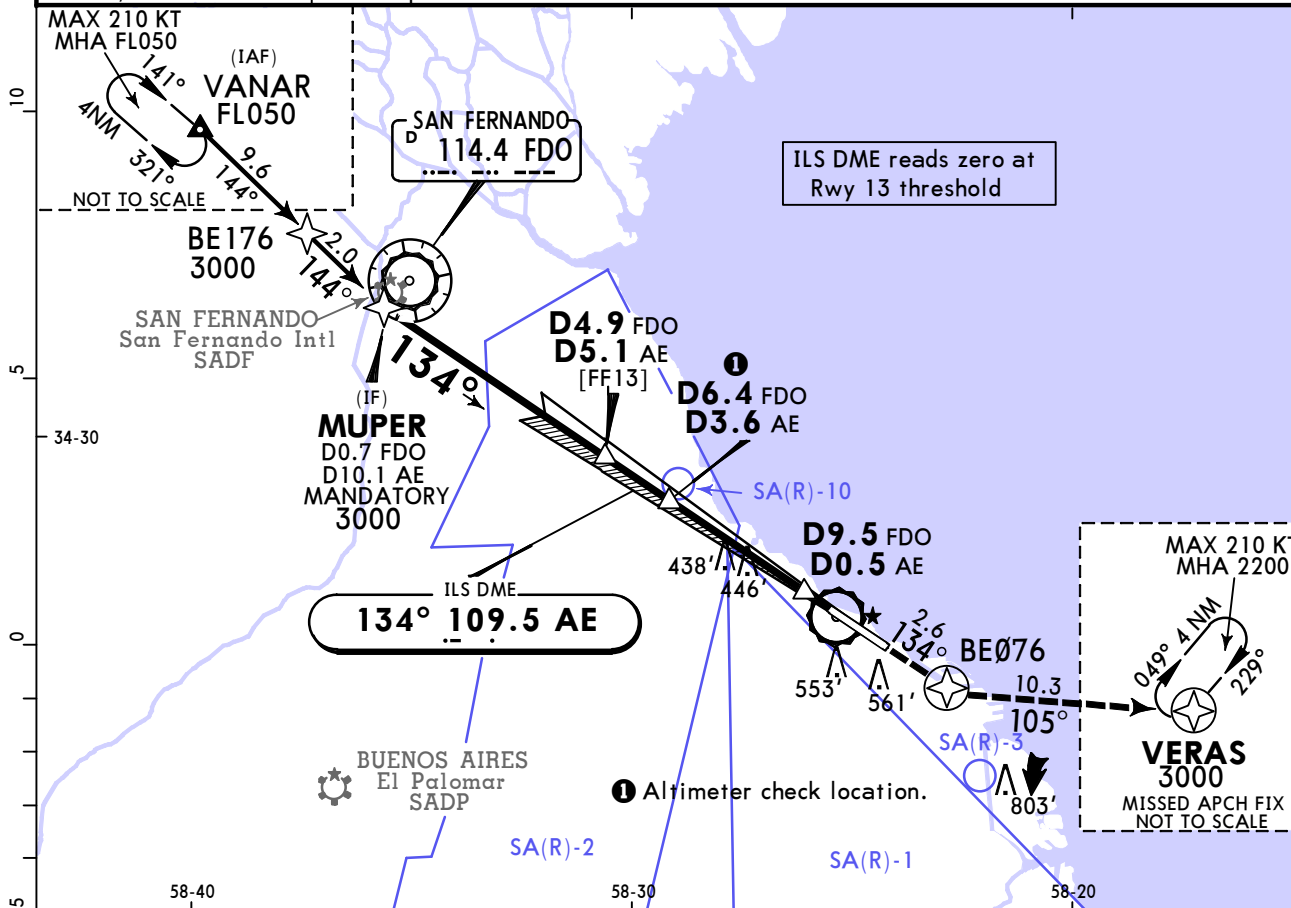 MAX 210 KT
MHA FL050
141°
4NM
321°
(IAF)
VANAR
FL050
9.6
144°
NOT TO SCALE
10
SAN FERNANDO
D 114.4 FDO
ILS DME reads zero at
Rwy 13 threshold
BE176
3000
2.0
144°
SAN FERNANDO
San Fernando Intl
SADF
134°
D4.9 FDO
D5.1 AE
[FF13]
❶
D6.4 FDO
D3.6 AE
5
34-30
(IF)
MUPER
D0.7 FDO
D10.1 AE
MANDATORY
3000
SA(R)-10
D9.5 FDO
D0.5 AE
438'
446'
ILS DME
134° 109.5 AE
0
2.6
134°
BEØ076
553'
561'
10.3
105°
MAX 210 KT
MHA 2200
049° 4 NM
229°
VERAS
3000
MISSED APCH FIX
NOT TO SCALE
SA(R)-3
803'
BUENOS AIRES
El Palomar
SADP
❶ Altimeter check location.
SA(R)-2
SA(R)-1
58-40
58-30
58-20
5